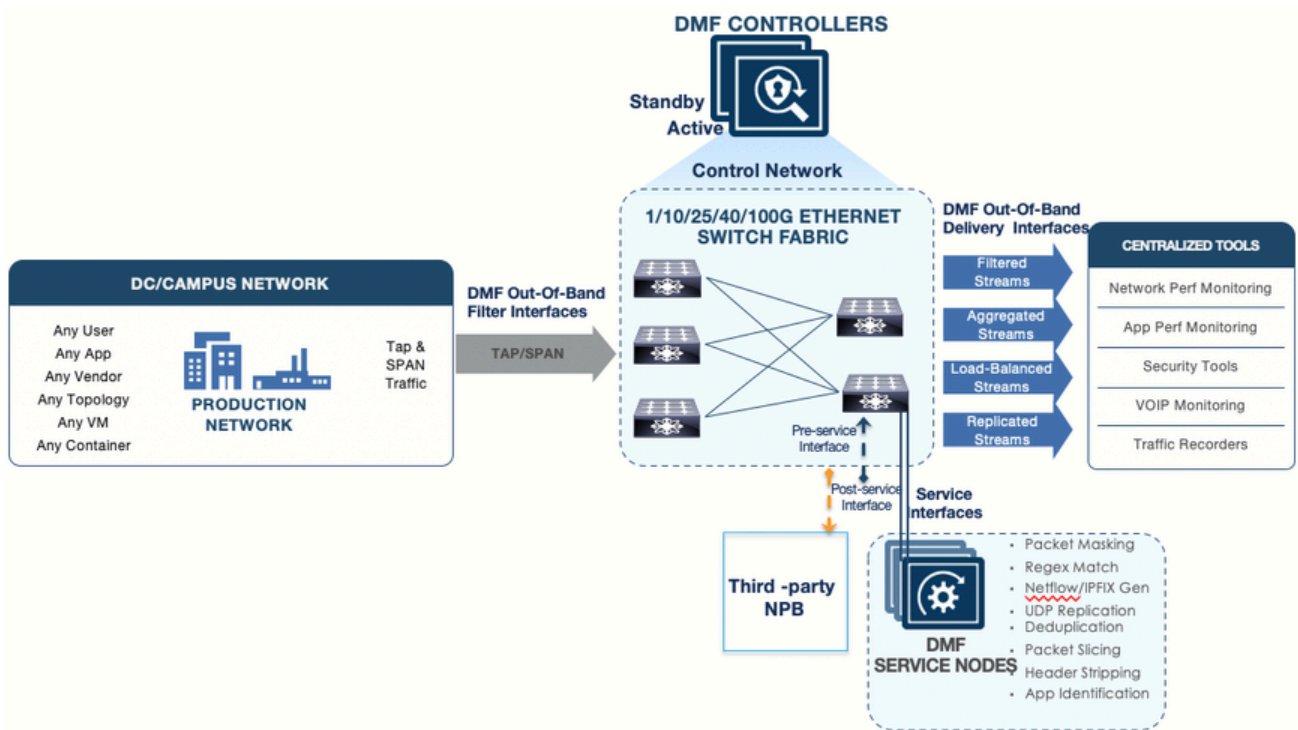 DMF CONTROLLERS
Standby
Active
Control Network
1/10/25/40/100G ETHERNET
SWITCH FABRIC
DC/CAMPUS NETWORK
Any User
Any App
Any Vendor
Any Topology
Any VM
Any Container
PRODUCTION
NETWORK
Tap &
SPAN
Traffic
DMF Out-Of-Band
Filter Interfaces
TAP/SPAN
DMF Out-Of-Band
Delivery Interfaces
Filtered
Streams
Aggregated
Streams
Load-Balanced
Streams
Replicated
Streams
CENTRALIZED TOOLS
Network Perf Monitoring
App Perf Monitoring
Security Tools
VOIP Monitoring
Traffic Recorders
Pre-service
Interface
Post-service
Interface
Service
Interfaces
Third -party
NPB
DMF
SERVICE NODES
• Packet Masking
• Regex Match
• Netflow/IPFIX Gen
• UDP Replication
• Deduplication
• Packet Slicing
• Header Stripping
• App Identification